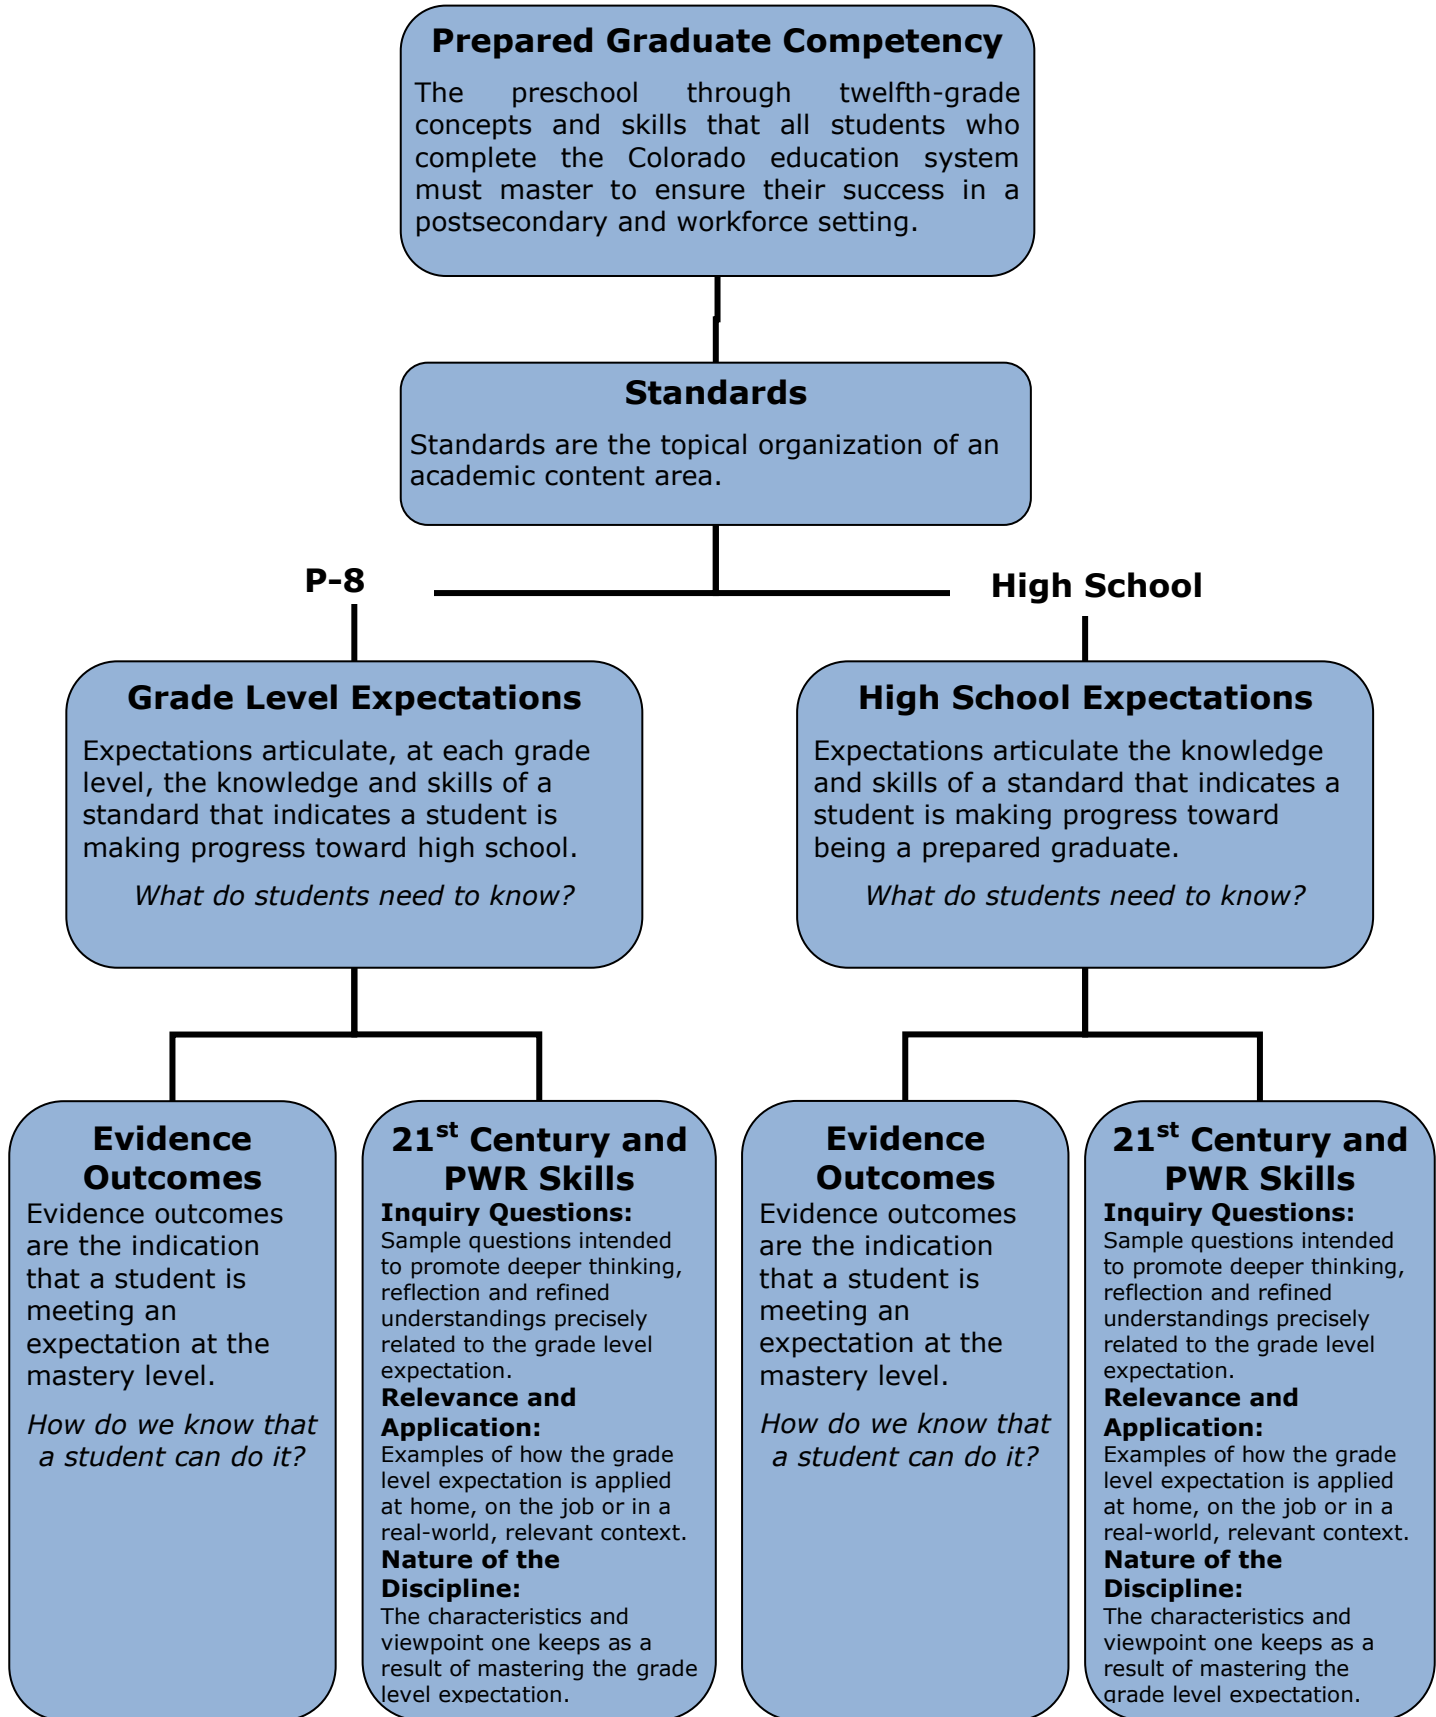 Prepared Graduate Competency
The preschool through twelfth-grade
concepts and skills that all students who
complete the Colorado education system
must master to ensure their success in a
postsecondary and workforce setting.
Standards
Standards are the topical organization of an
academic content area.
P-8
High School
Grade Level Expectations
Expectations articulate, at each grade
level, the knowledge and skills of a
standard that indicates a student is
making progress toward high school.
What do students need to know?
High School Expectations
Expectations articulate the knowledge
and skills of a standard that indicates a
student is making progress toward
being a prepared graduate.
What do students need to know?
Evidence
Outcomes
Evidence outcomes
are the indication
that a student is
meeting an
expectation at the
mastery level.
How do we know that
a student can do it?
21st Century and
PWR Skills
Inquiry Questions:
Sample questions intended
to promote deeper thinking,
reflection and refined
understandings precisely
related to the grade level
expectation.
Relevance and
Application:
Examples of how the grade
level expectation is applied
at home, on the job or in a
real-world, relevant context.
Nature of the
Discipline:
The characteristics and
viewpoint one keeps as a
result of mastering the grade
level expectation.
Evidence
Outcomes
Evidence outcomes
are the indication
that a student is
meeting an
expectation at the
mastery level.
How do we know that
a student can do it?
21st Century and
PWR Skills
Inquiry Questions:
Sample questions intended
to promote deeper thinking,
reflection and refined
understandings precisely
related to the grade level
expectation.
Relevance and
Application:
Examples of how the grade
level expectation is applied
at home, on the job or in a
real-world, relevant context.
Nature of the
Discipline:
The characteristics and
viewpoint one keeps as a
result of mastering the
grade level expectation.